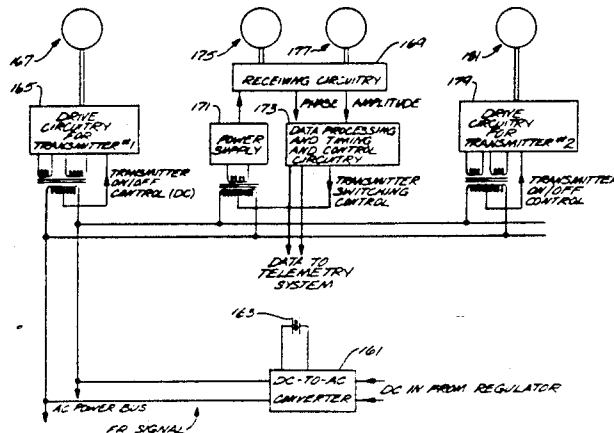 167
165
DRIVE
CIRCUITRY
FOR
TRANSMITTER #1
TRANSMITTER
ON/OFF
CONTROL (DC)
175
177
169
RECEIVING CIRCUITRY
171
173
PHASE
AMPLITUDE
POWER
SUPPLY
DATA PROCESSING
AND TIMING
AND CONTROL
CIRCUITRY
TRANSMITTER
SWITCHING
CONTROL
DATA TO
TELEMETRY
SYSTEM
181
179
DRIVE
CIRCUITRY
FOR
TRANSMITTER #2
TRANSMITTER
ON/OFF
CONTROL
163
161
DC-TO-AC
CONVERTER
DC IN FROM REGULATOR
AC POWER BUS
FR SIGNAL